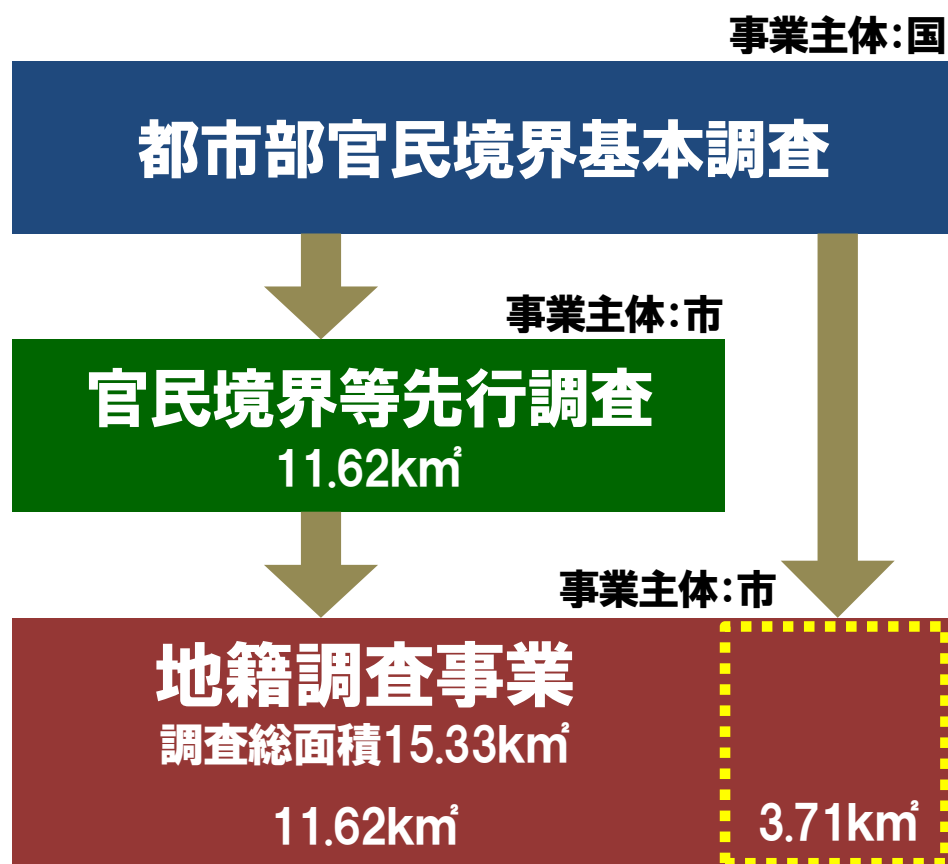 事業主体：国
都市部官民境界基本調査
事業主体：市
官民境界等先行調査
11.62k㎡
事業主体：市
地籍調査事業
調査総面積15.33k㎡
11.62k㎡
3.71k㎡